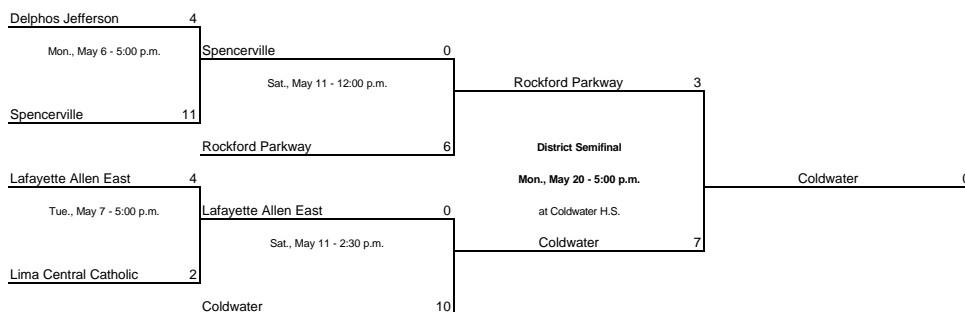 Delphos Jefferson 4
Mon., May 6 - 5:00 p.m.
Spencerville 0
Sat., May 11 - 12:00 p.m.
Rockford Parkway 3
Spencerville 11
Rockford Parkway 6
District Semifinal
Lafayette Allen East 4
Mon., May 20 - 5:00 p.m.
Coldwater
Tue., May 7 - 5:00 p.m.
Lafayette Allen East 0
at Coldwater H.S.
Sat., May 11 - 2:30 p.m.
Coldwater 7
Lima Central Catholic 2
Coldwater 10